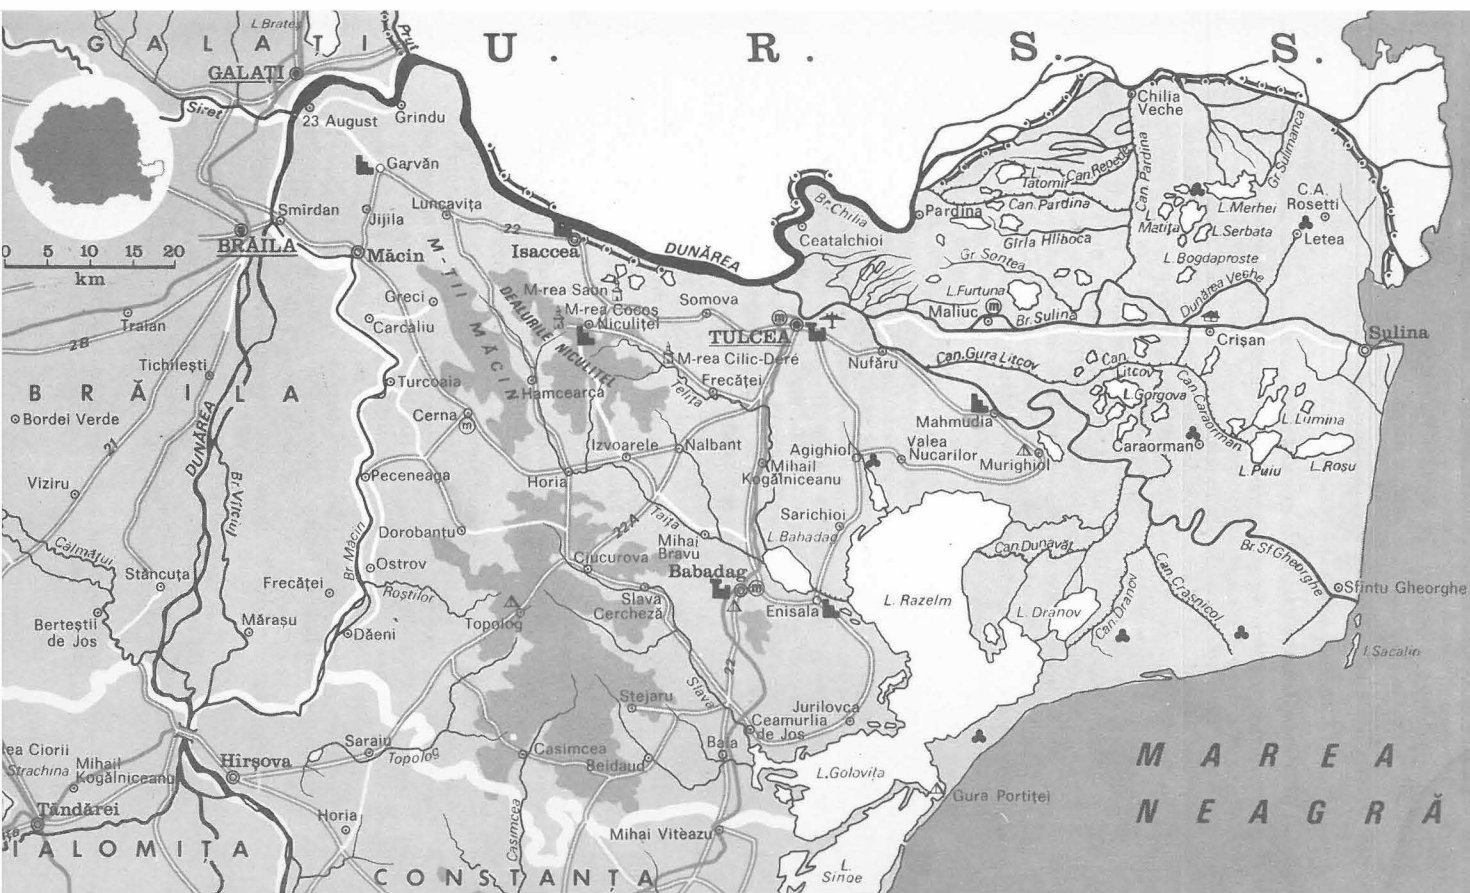 L. Brateș
Prut
G A L A Ț I
U. R. S. S.
GALAȚI
Siret
23 August
Grindu
Chilia
Veche
Garvăn
Can. Pardina
Gr. Sulimanca
L.
Tatomir
Can. Repedea
C.A.
Rosetti
Smîrdan
Jijila
Luncavița
22
Br. Chilia
Pardina
Can. Pardina
L. Merhei
L.
Matița
L. Serbata
Letea
BRĂILA
Măcin
Isaccea
DUNĂREA
Ceatalchioi
Gîrla Hliboca
Gr. Sontea
L. Bogdaproste
0 5 10 15 20
km
M-ȚII MĂCIN
DEALURILE NICULIȚEL
M-rea Saon
M-rea Cocoș
Niculițel
Somova
L. Furtuna
Maliuc
Br. Sulina
Dunărea Veche
Greci
Carcaliu
Traian
2B
TULCEA
Crișan
Sulina
M-rea Cilic-Dere
Nufăru
Can. Gura Litcov
Can.
Litcov
Tichilești
Turcoaia
Hamcearca
Frecăței
Telița
B R Ă I L A
L. Gorgova
Can. Caraorman
L. Lumina
Bordei Verde
Cerna
DUNĂREA
21
Mahmudia
Izvoarele
Nalbant
Agighiol
Valea
Nucarilor
Murighiol
Caraorman
L. Puiu
L. Roșu
Mihail
Kogălniceanu
Viziru
Peceneaga
Horia
Br. Vîlciul
Dorobanțu
22A
Taița
Mihai
Bravu
Sarichioi
L. Babadag
Can. Dunavăț
Călmățui
Br. Măcin
Br. Sf. Gheorghe
Stăncuța
Frecăței
Ostrov
Ciucurova
Babadag
Roștilor
Slava
Cercheză
Enisala
L. Razelm
L. Dranov
Can. Dranov
Can. Crasnicol
Sfîntu Gheorghe
Berteștii
de Jos
Mărașu
Dăeni
Topolog
22
I. Sacalin
Stejaru
Slava
Jurilovca
Ceamurlia
de Jos
Ciorii
Strachina
Mihail
Kogălniceanu
Hîrșova
Saraiu
Topolog
Casimcea
Beidaud
Baia
L. Golovița
M A R E A
N E A G R Ă
Țăndărei
Horia
Gura Portiței
Casimcea
Mihai Viteazu
I A L O M I Ț A
C O N S T A N Ț A
L.
Sinoe